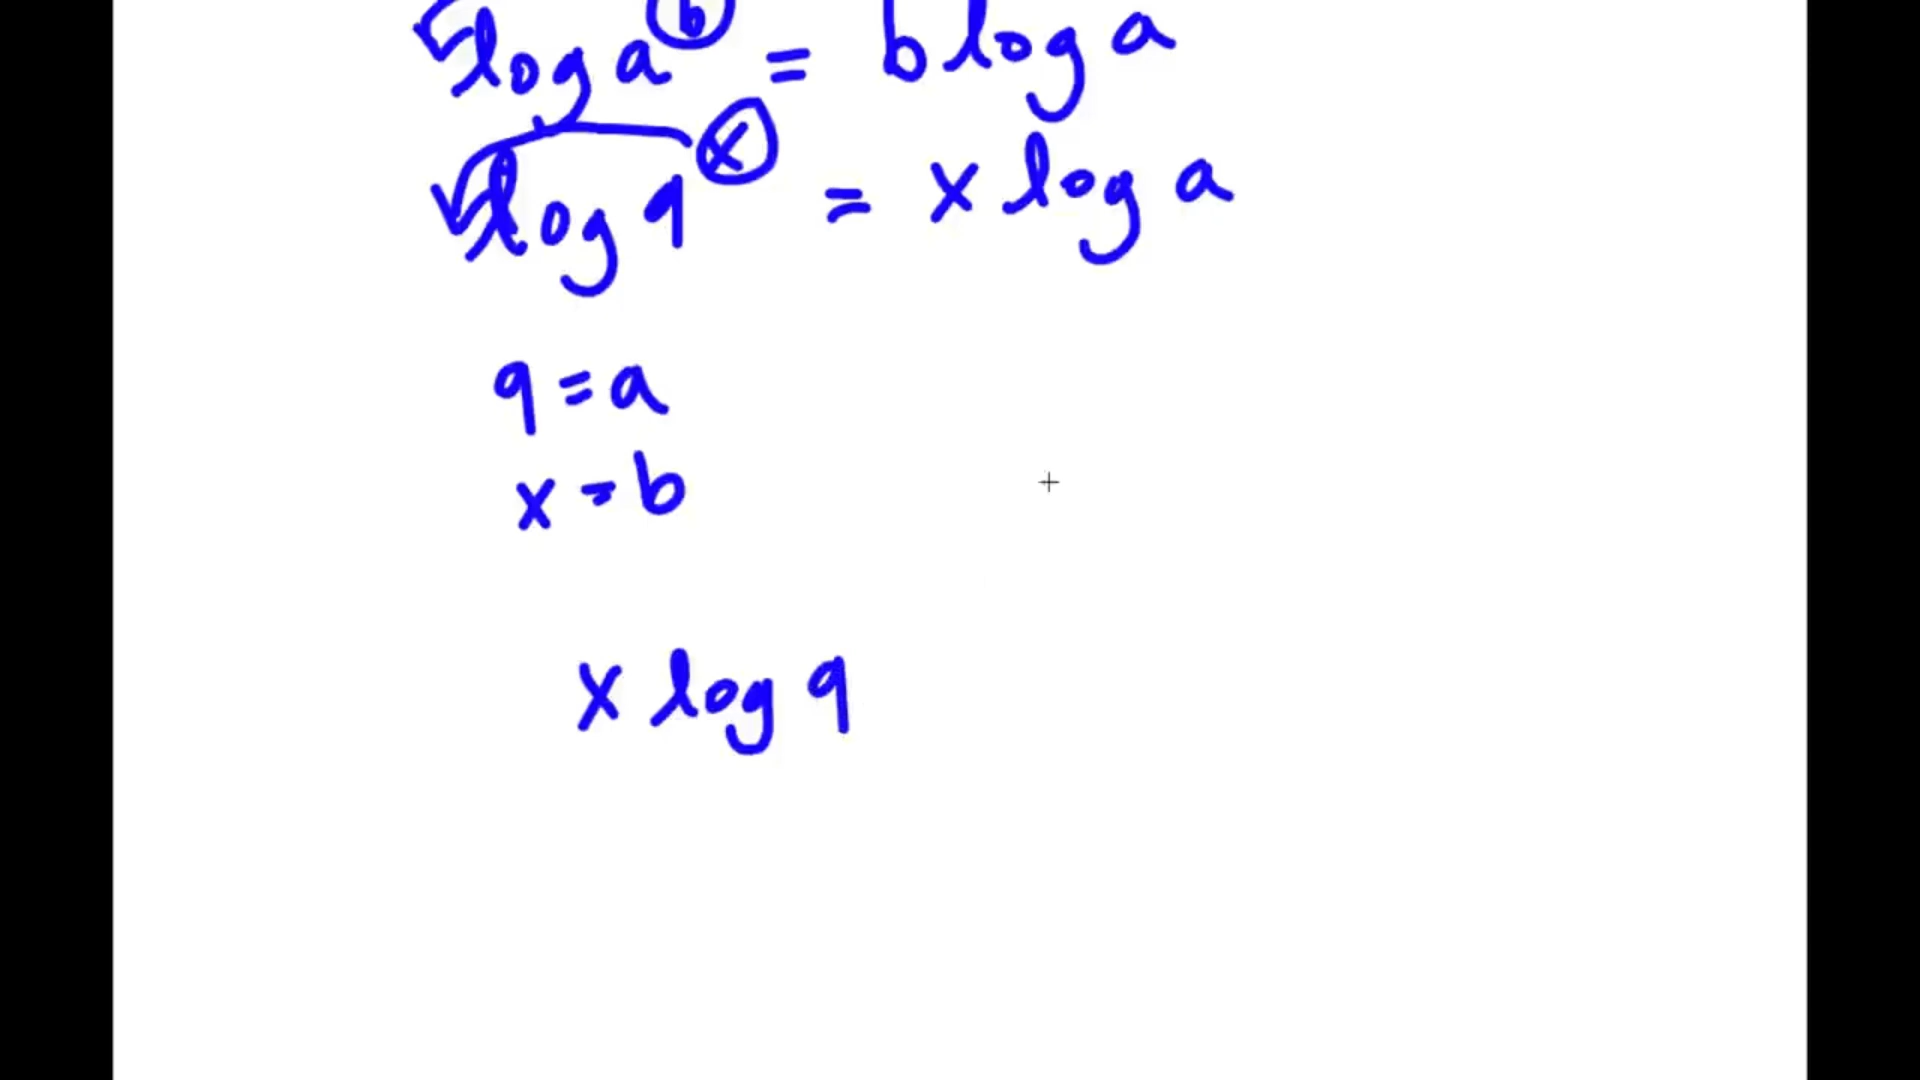 log a^b = b log a
log 9^x = x log a
9 = a
x = b
x log 9